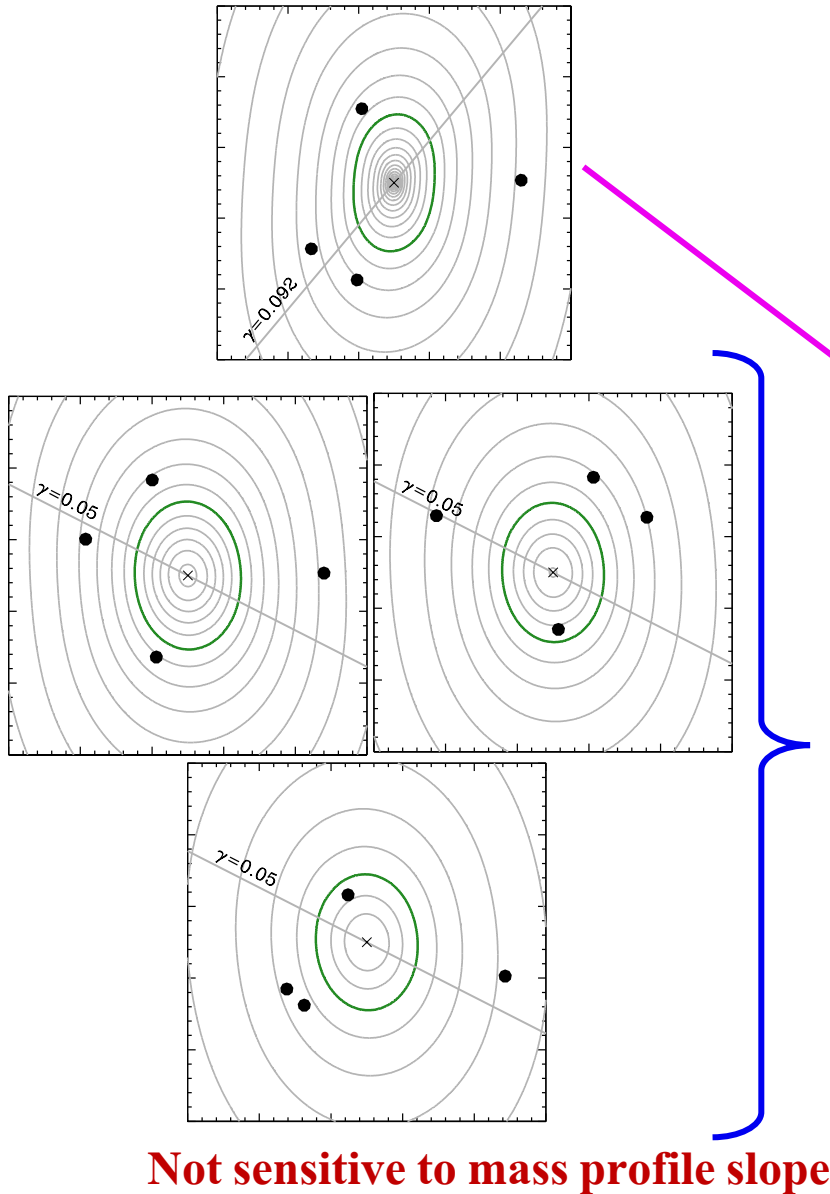 γ=0.092
γ=0.05
γ=0.05
γ=0.05
Not sensitive to mass profile slope